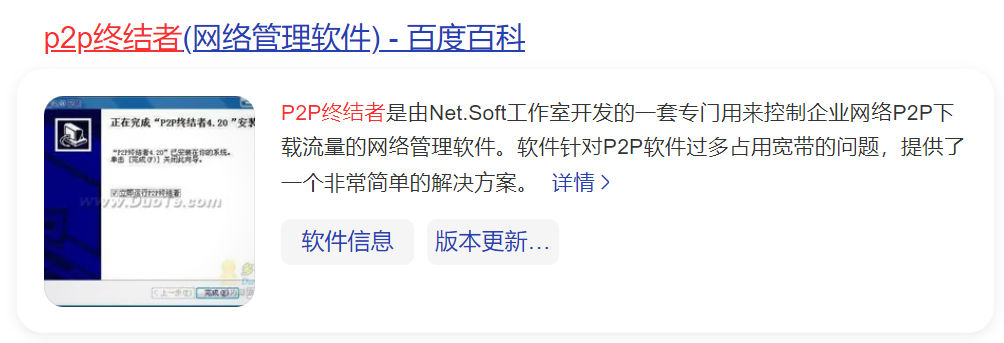 p2p终结者(网络管理软件) - 百度百科
P2P终结者是由Net.Soft工作室开发的一套专门用来控制企业网络P2P下
载流量的网络管理软件。软件针对P2P软件过多占用宽带的问题，提供了
一个非常简单的解决方案。 详情 >
软件信息 版本更新...
正在完成“P2P终结者4.20”安装
“P2P终结者4.20”已安装在你的系统。
单击 [完成(F)] 关闭此向导。
立即运行P2P终结者
www.DuoTe.com
< 上一步(P) 完成(F)